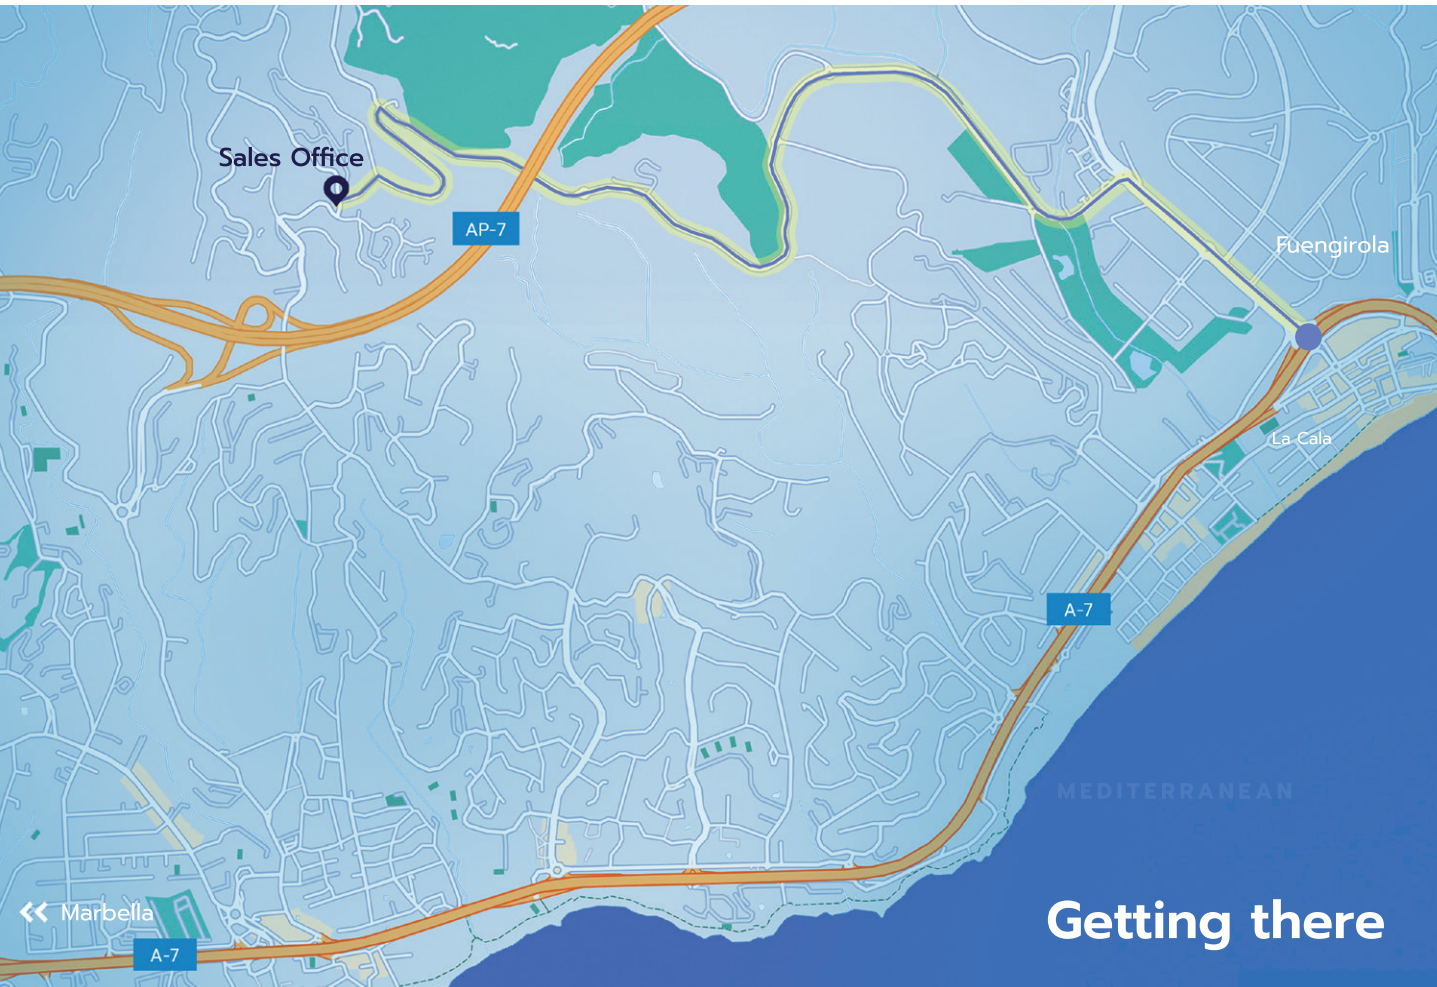 Sales Office
AP-7
Fuengirola
La Cala
A-7
MEDITERRANEAN
Marbella
Getting there
A-7